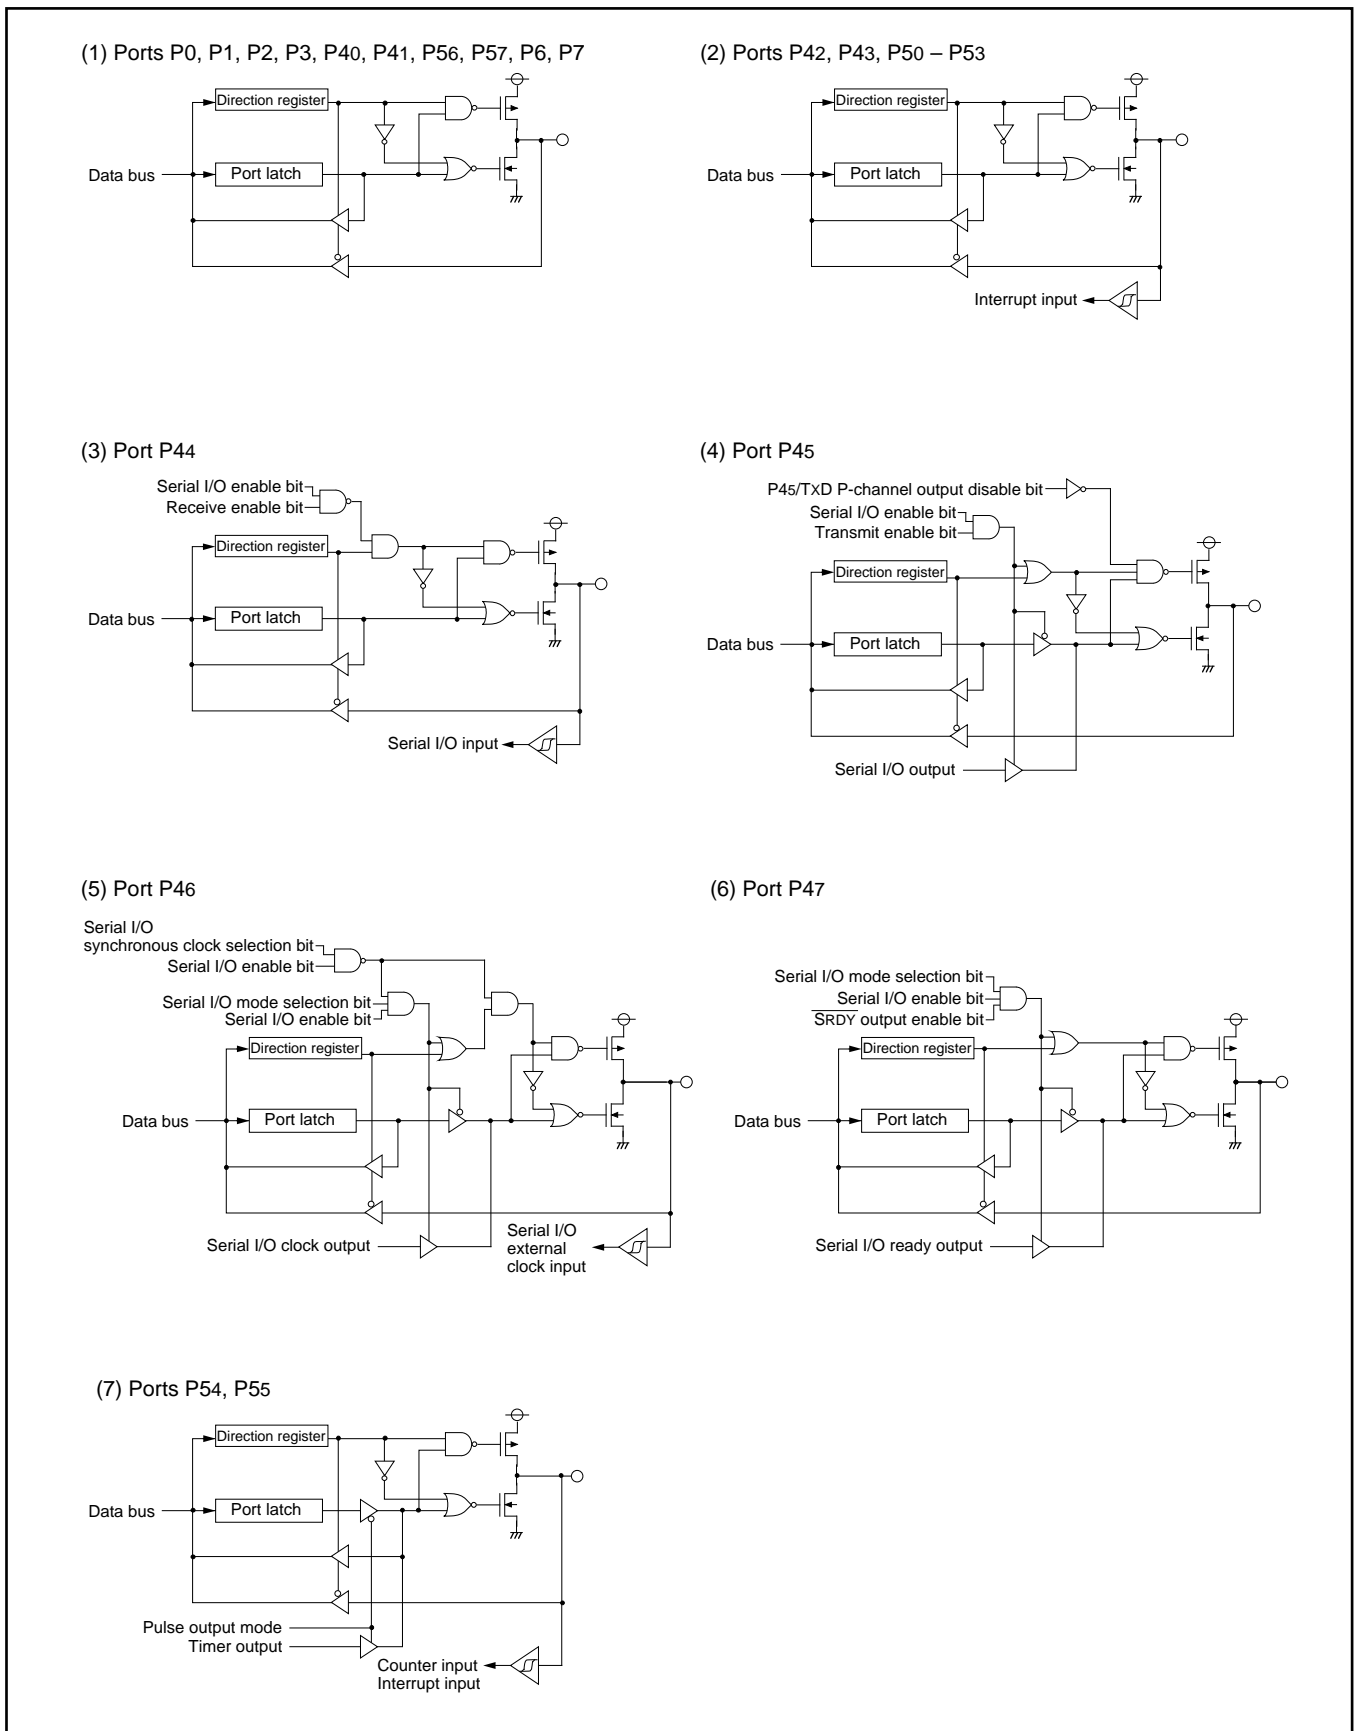 (1) Ports P0, P1, P2, P3, P40, P41, P56, P57, P6, P7
Direction register
Data bus
Port latch
(2) Ports P42, P43, P50 – P53
Direction register
Data bus
Port latch
Interrupt input
(3) Port P44
Serial I/O enable bit
Receive enable bit
Direction register
Data bus
Port latch
Serial I/O input
(4) Port P45
P45/TXD P-channel output disable bit
Serial I/O enable bit
Transmit enable bit
Direction register
Data bus
Port latch
Serial I/O output
(5) Port P46
Serial I/O
synchronous clock selection bit
Serial I/O enable bit
Serial I/O mode selection bit
Serial I/O enable bit
Direction register
Data bus
Port latch
Serial I/O clock output
Serial I/O
external
clock input
(6) Port P47
Serial I/O mode selection bit
Serial I/O enable bit
SRDY output enable bit
Direction register
Data bus
Port latch
Serial I/O ready output
(7) Ports P54, P55
Direction register
Data bus
Port latch
Pulse output mode
Timer output
Counter input
Interrupt input